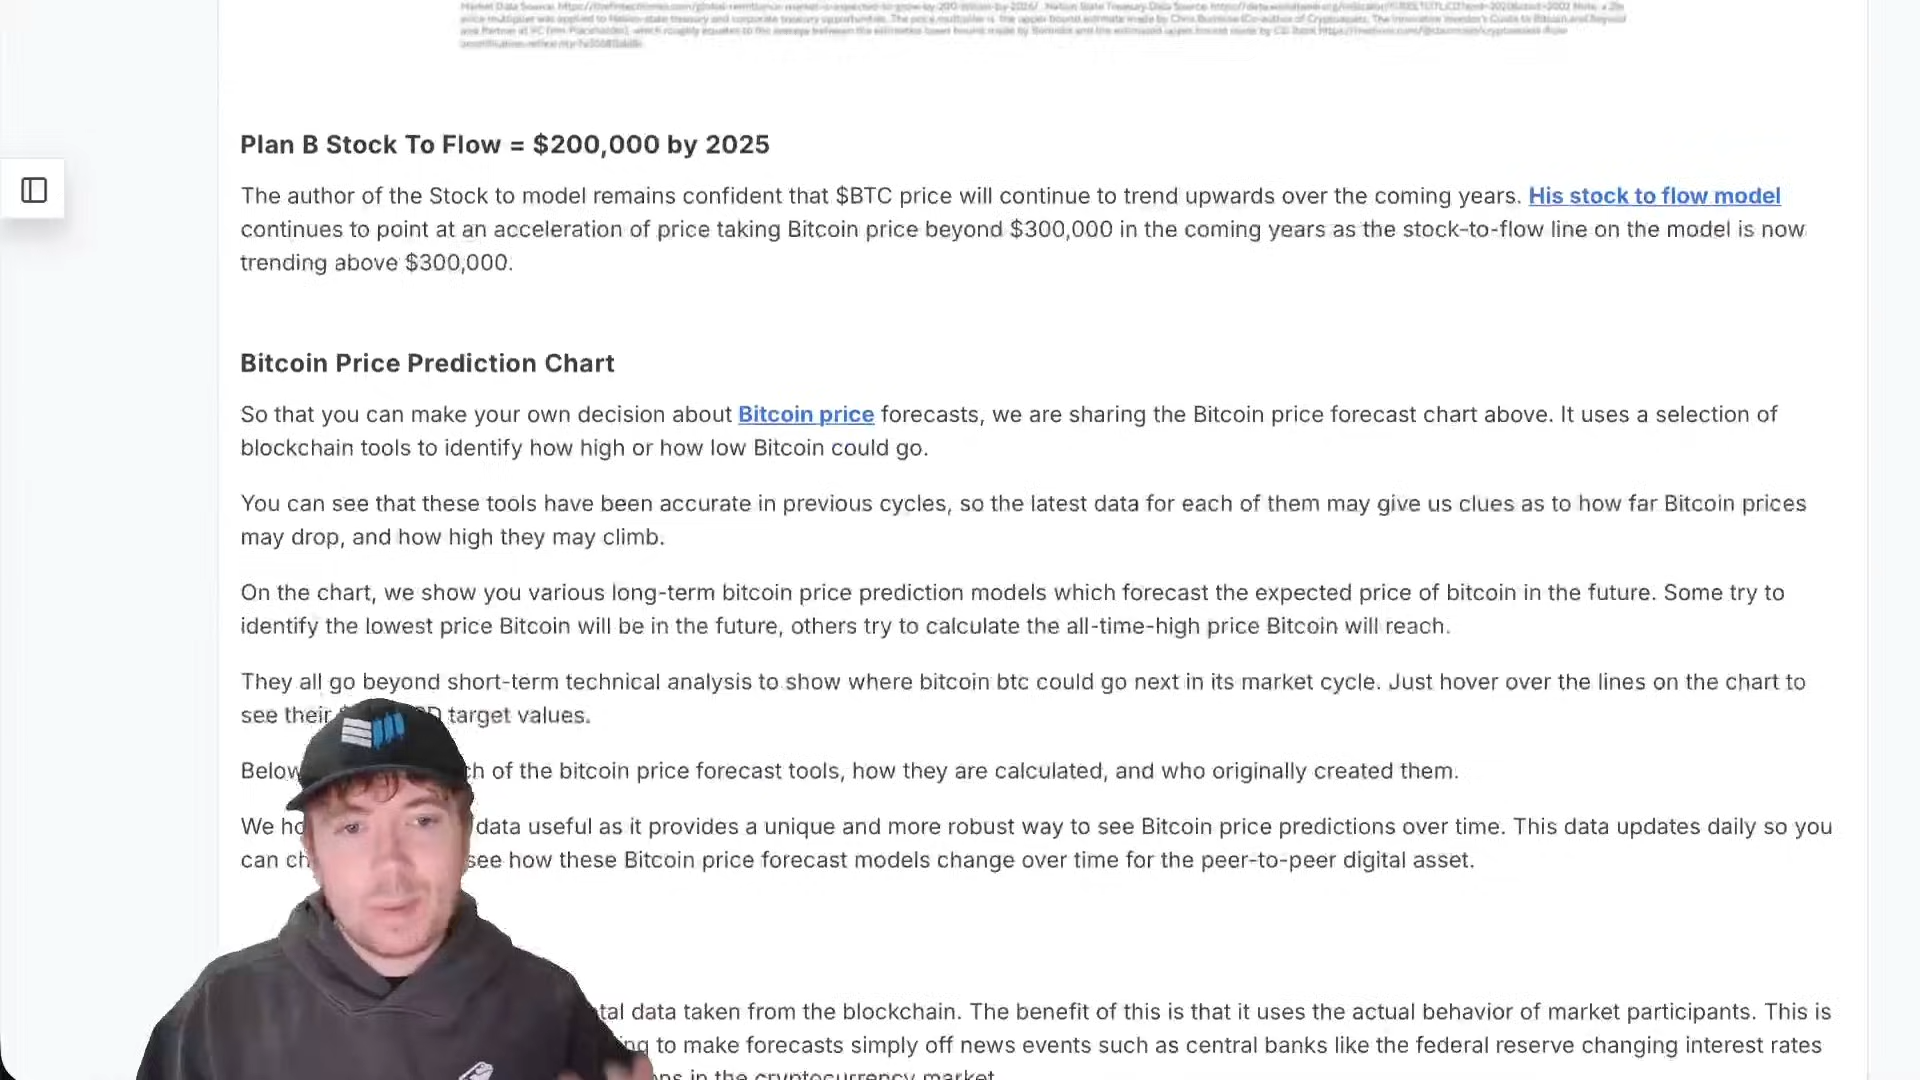 Plan B Stock To Flow = $200,000 by 2025
The author of the Stock to model remains confident that $BTC price will continue to trend upwards over the coming years. His stock to flow model
continues to point at an acceleration of price taking Bitcoin price beyond $300,000 in the coming years as the stock-to-flow line on the model is now
trending above $300,000.
Bitcoin Price Prediction Chart
So that you can make your own decision about Bitcoin price forecasts, we are sharing the Bitcoin price forecast chart above. It uses a selection of
blockchain tools to identify how high or how low Bitcoin could go.
You can see that these tools have been accurate in previous cycles, so the latest data for each of them may give us clues as to how far Bitcoin prices
may drop, and how high they may climb.
On the chart, we show you various long-term bitcoin price prediction models which forecast the expected price of bitcoin in the future. Some try to
identify the lowest price Bitcoin will be in the future, others try to calculate the all-time-high price Bitcoin will reach.
They all go beyond short-term technical analysis to show where bitcoin btc could go next in its market cycle. Just hover over the lines on the chart to
see their target values.
Below of the bitcoin price forecast tools, how they are calculated, and who originally created them.
We data useful as it provides a unique and more robust way to see Bitcoin price predictions over time. This data updates daily so you
can see how these Bitcoin price forecast models change over time for the peer-to-peer digital asset.
data taken from the blockchain. The benefit of this is that it uses the actual behavior of market participants. This is
to make forecasts simply off news events such as central banks like the federal reserve changing interest rates
in the cryptocurrency market.